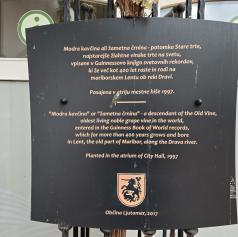 Modra kavčina ali žametna črnina - potomka Stare trte,
najstarejše žlahtne vinske trte na svetu,
vpisane v Guinnessovo knjigo svetovnih rekordov,
ki že več kot 400 let raste in rodi na
mariborskem Lentu ob reki Dravi.
Posajena v atriju mestne hiše 1997.
"Modra kavčina" or "žametna črnina" - a descendant of the Old Vine,
oldest living noble grape vine in the world,
entered in the Guinness Book of World records,
which for more than 400 years grows and bore
in Lent, the old part of Maribor, along the Drava river.
Planted in the atrium of City Hall, 1997
Občina Ljutomer, 2017